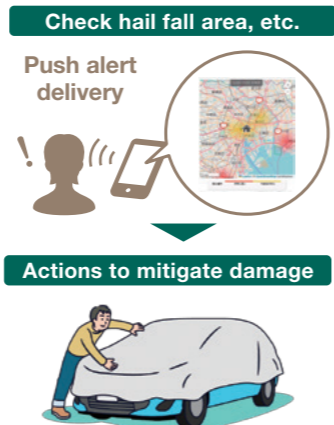 Check hail fall area, etc.
Push alert
delivery
!
Actions to mitigate damage